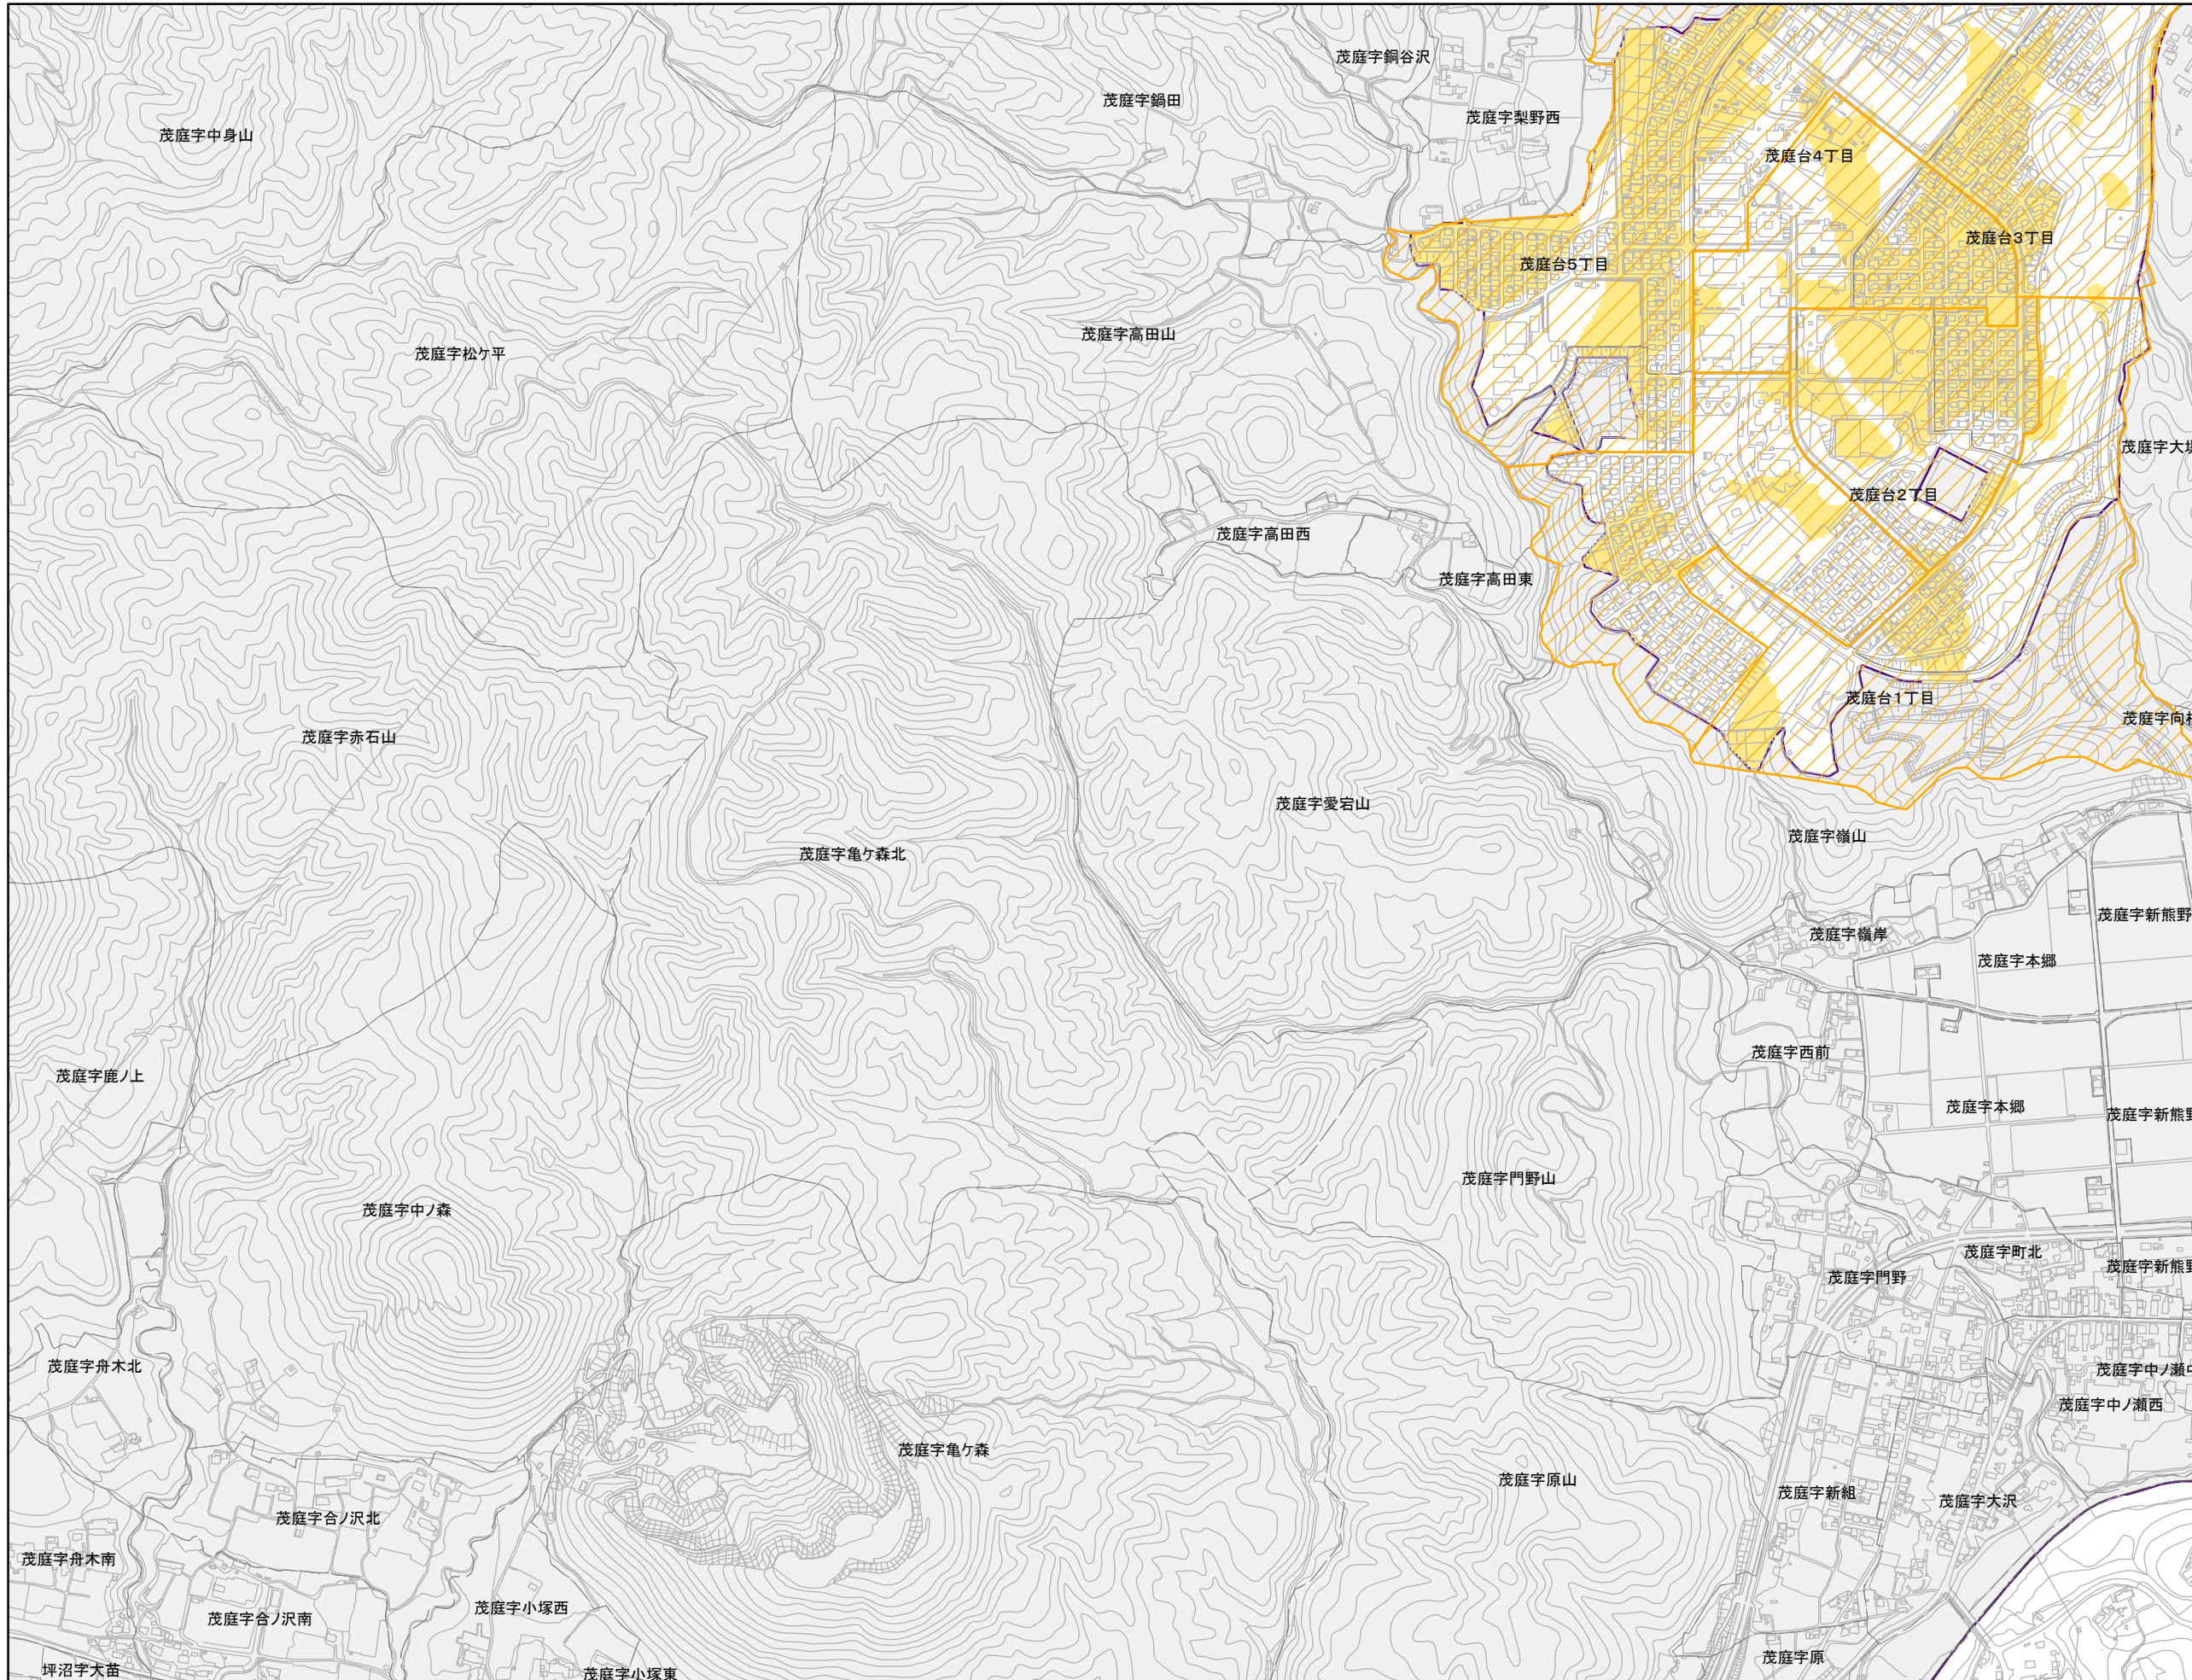 茂庭字銅谷沢
茂庭字鍋田
茂庭字梨野西
茂庭字中身山
茂庭台4丁目
茂庭台3丁目
茂庭台5丁目
茂庭字高田山
茂庭字松ケ平
茂庭字大堤
茂庭台2丁目
茂庭字高田西
茂庭字高田東
茂庭台1丁目
茂庭字向根
茂庭字赤石山
茂庭字愛宕山
茂庭字嶺山
茂庭字亀ケ森北
茂庭字新熊野
茂庭字嶺岸
茂庭字本郷
茂庭字西前
茂庭字鹿ノ上
茂庭字本郷
茂庭字新熊野
茂庭字門野山
茂庭字中ノ森
茂庭字町北
茂庭字新熊野
茂庭字門野
茂庭字舟木北
茂庭字中ノ瀬中
茂庭字中ノ瀬西
茂庭字亀ケ森
茂庭字原山
茂庭字新組
茂庭字大沢
茂庭字合ノ沢北
茂庭字舟木南
茂庭字小塚西
茂庭字合ノ沢南
茂庭字原
坪沼字大苗
茂庭字小塚東